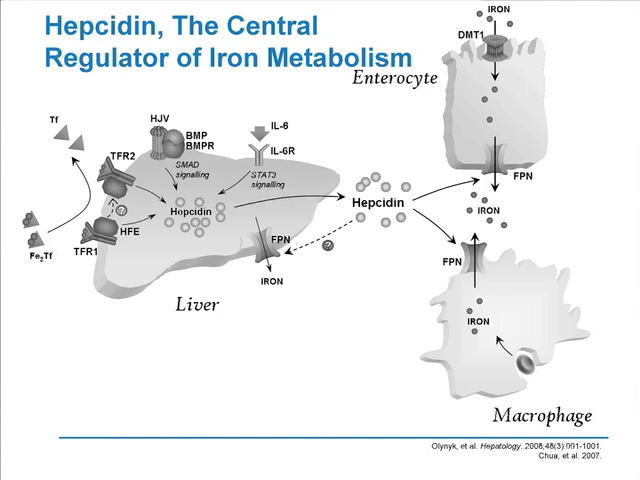 Hepcidin, The Central
Regulator of Iron Metabolism
IRON
DMT1
Enterocyte
Tf
HJV
BMP
BMPR
IL-6
TFR2
IL-6R
SMAD
signalling
STAT3
signalling
FPN
Hepcidin
Hepcidin
?
IRON
HFE
FPN
?
TFR1
Fe2Tf
IRON
FPN
Liver
IRON
Macrophage
Olynyk, et al. Hepatology. 2008;48(3):991-1001.
Chua, et al. 2007.